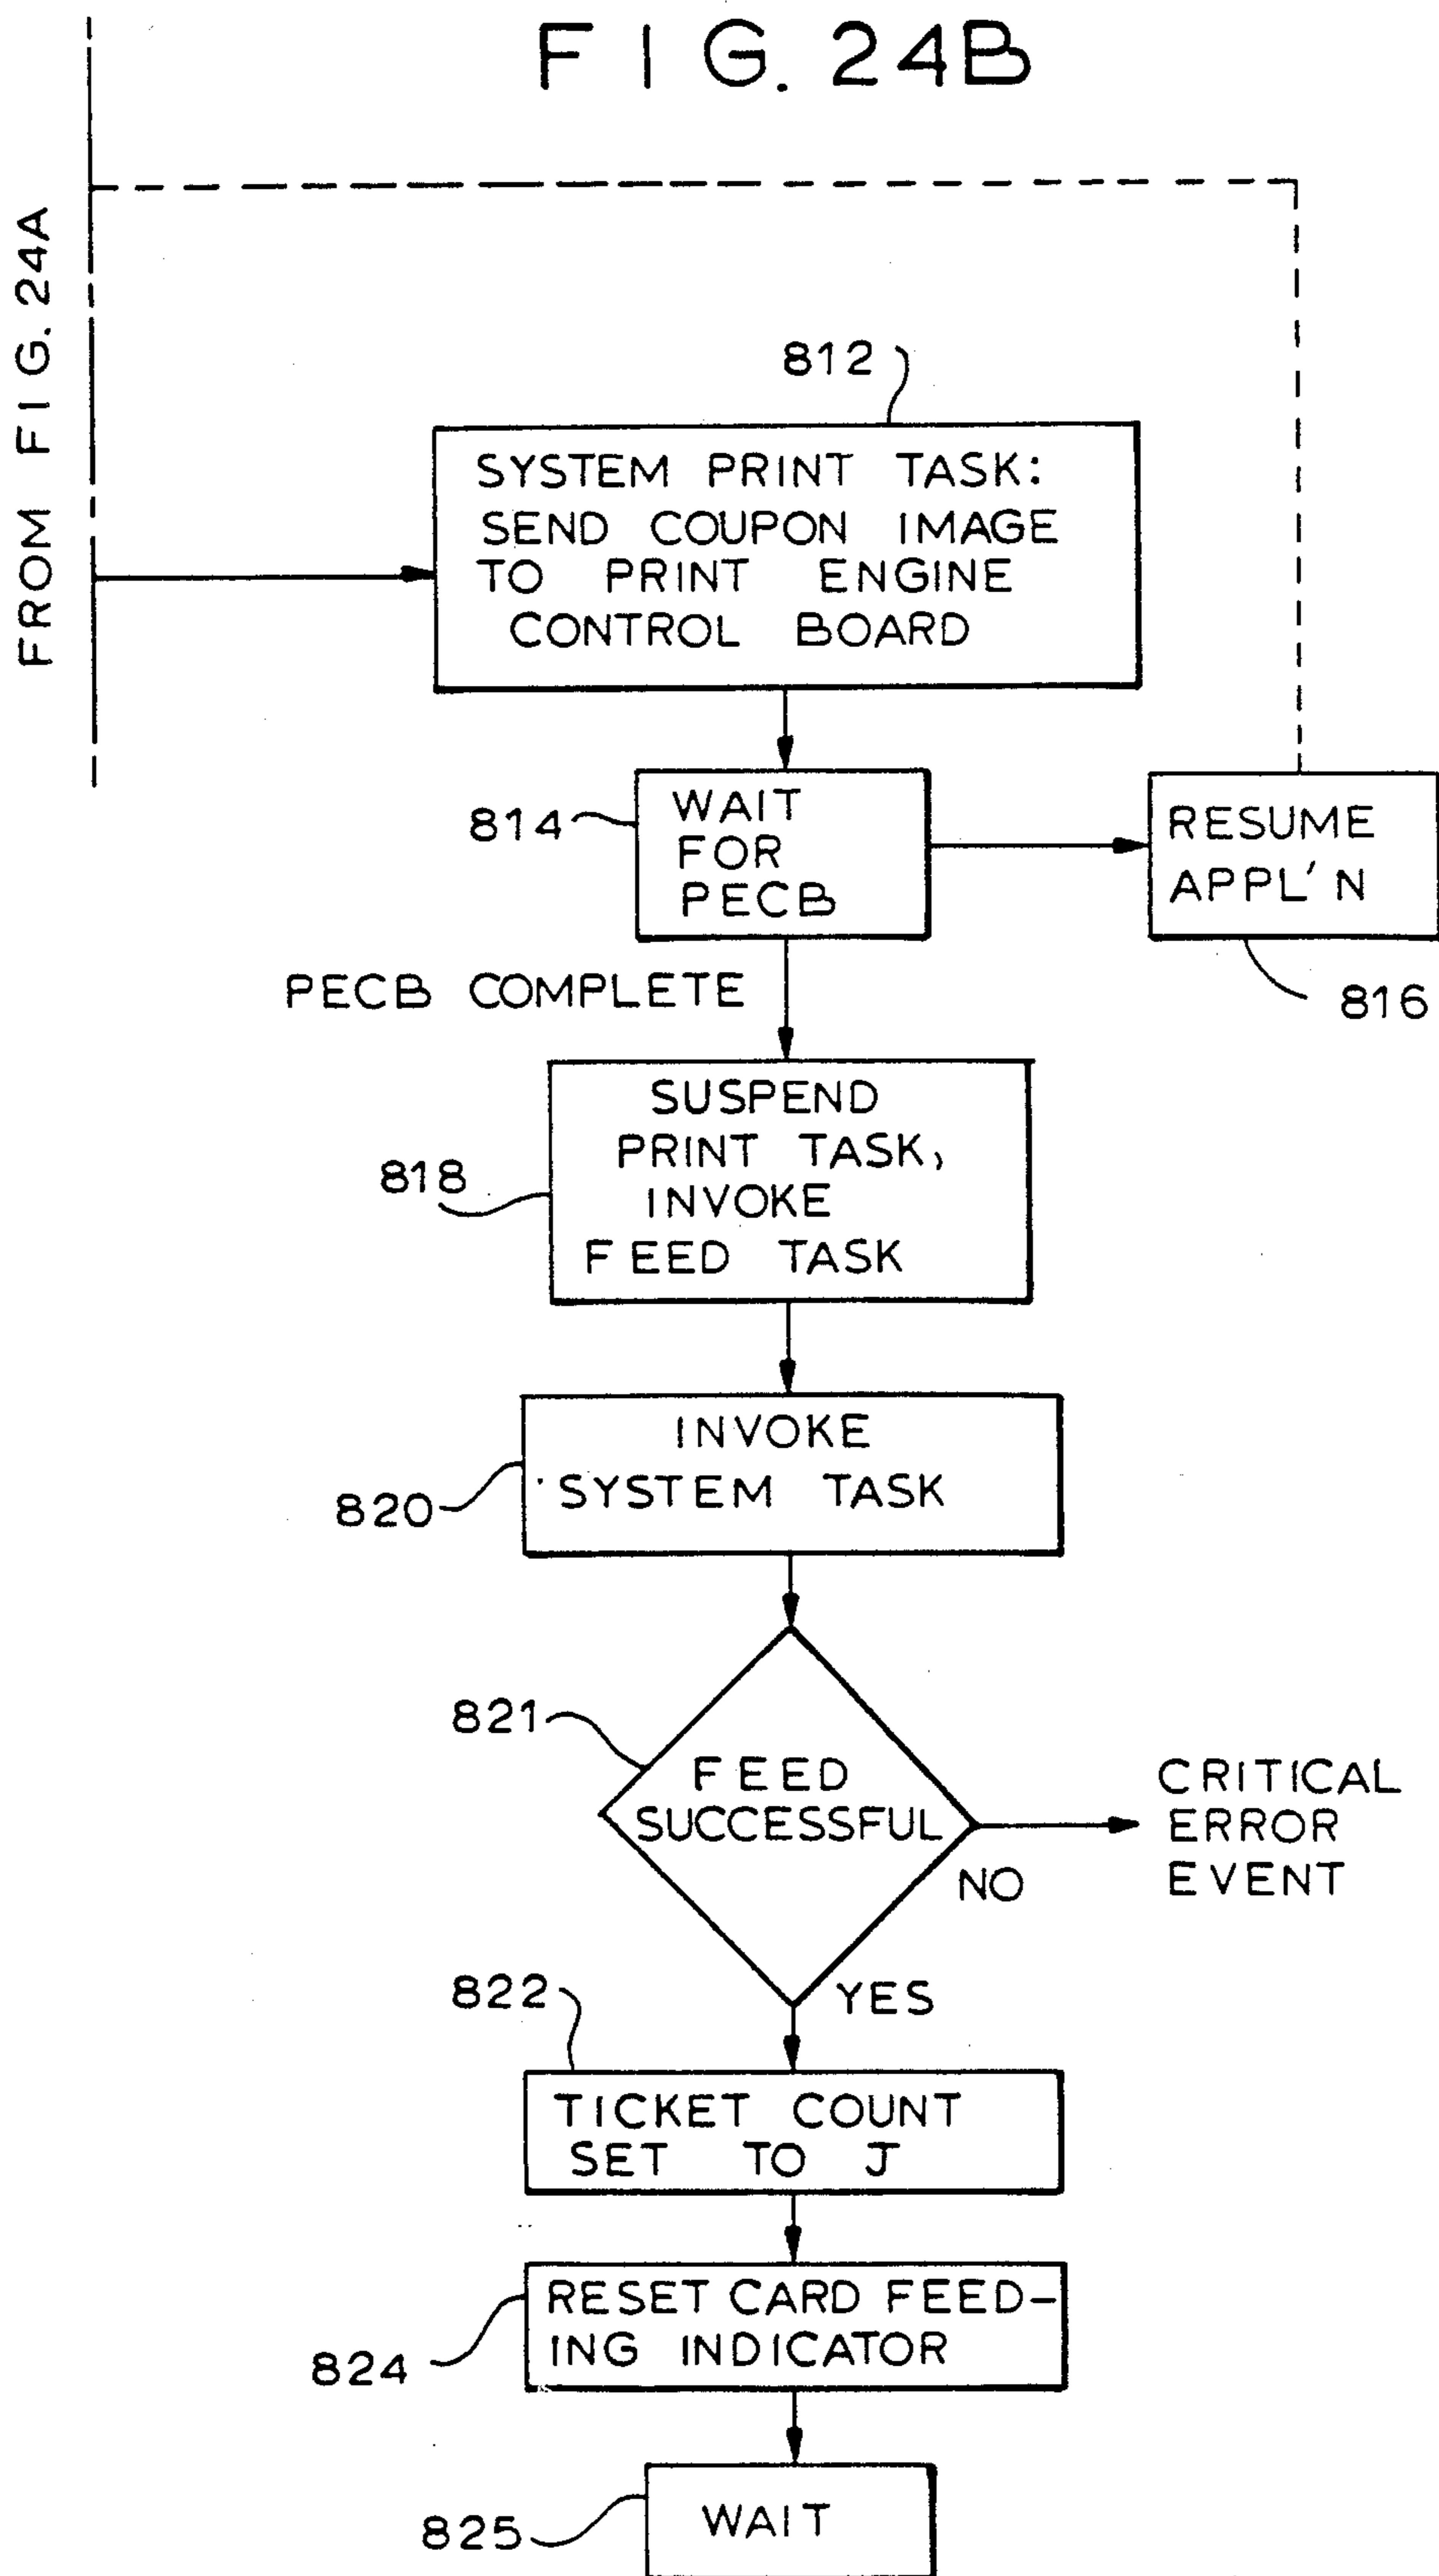 FIG. 24B
FROM FIG. 24A
812
SYSTEM PRINT TASK:
SEND COUPON IMAGE
TO PRINT ENGINE
CONTROL BOARD
814
WAIT
FOR
PECB
RESUME
APPL'N
816
PECB COMPLETE
818
SUSPEND
PRINT TASK,
INVOKE
FEED TASK
820
INVOKE
SYSTEM TASK
821
FEED
SUCCESSFUL
NO
CRITICAL
ERROR
EVENT
YES
822
TICKET COUNT
SET TO J
824
RESET CARD FEED-
ING INDICATOR
825
WAIT